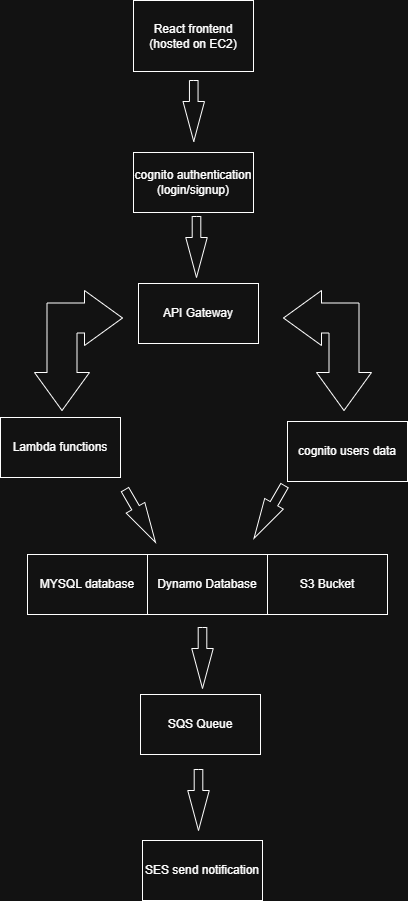 React frontend
(hosted on EC2)
cognito authentication
(login/signup)
API Gateway
Lambda functions
cognito users data
MYSQL database
Dynamo Database
S3 Bucket
SQS Queue
SES send notification